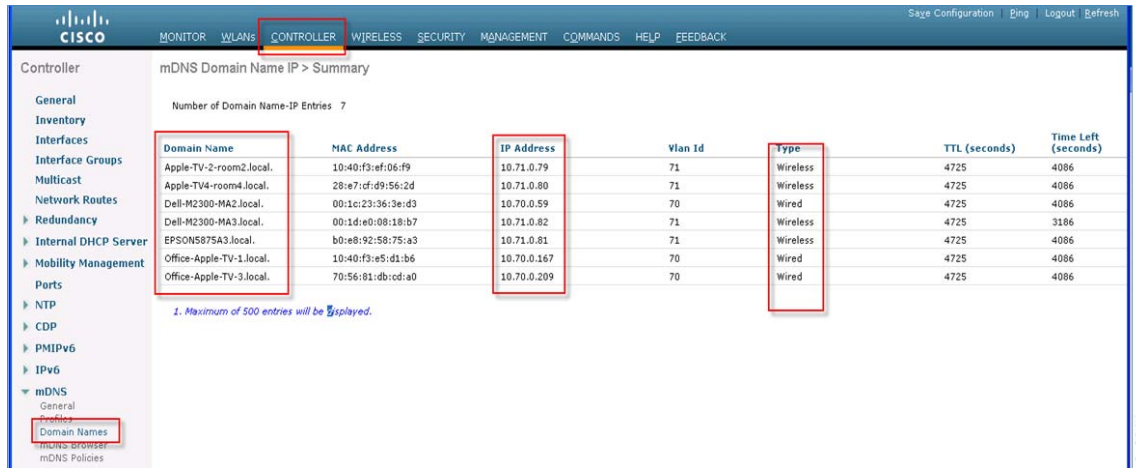 Save Configuration | Ping | Logout | Refresh
CISCO
MONITOR WLANs CONTROLLER WIRELESS SECURITY MANAGEMENT COMMANDS HELP FEEDBACK
Controller
General
Inventory
Interfaces
Interface Groups
Multicast
Network Routes
Redundancy
Internal DHCP Server
Mobility Management
Ports
NTP
CDP
PMIPv6
IPv6
mDNS
General
Profiles
Domain Names
mDNS Browser
mDNS Policies
mDNS Domain Name IP > Summary
Number of Domain Name-IP Entries 7
Domain Name MAC Address IP Address Vlan Id Type TTL (seconds) Time Left (seconds)
Apple-TV-2-room2.local. 10:40:f3:ef:06:f9 10.71.0.79 71 Wireless 4725 4086
Apple-TV4-room4.local. 28:e7:cf:d9:56:2d 10.71.0.80 71 Wireless 4725 4086
Dell-M2300-MA2.local. 00:1c:23:36:3e:d3 10.70.0.59 70 Wired 4725 4086
Dell-M2300-MA3.local. 00:1d:e0:08:18:b7 10.71.0.82 71 Wireless 4725 3186
EPSON5875A3.local. b0:e8:92:58:75:a3 10.71.0.81 71 Wireless 4725 4086
Office-Apple-TV-1.local. 10:40:f3:e5:d1:b6 10.70.0.167 70 Wired 4725 4086
Office-Apple-TV-3.local. 70:56:81:db:cd:a0 10.70.0.209 70 Wired 4725 4086
1. Maximum of 500 entries will be displayed.